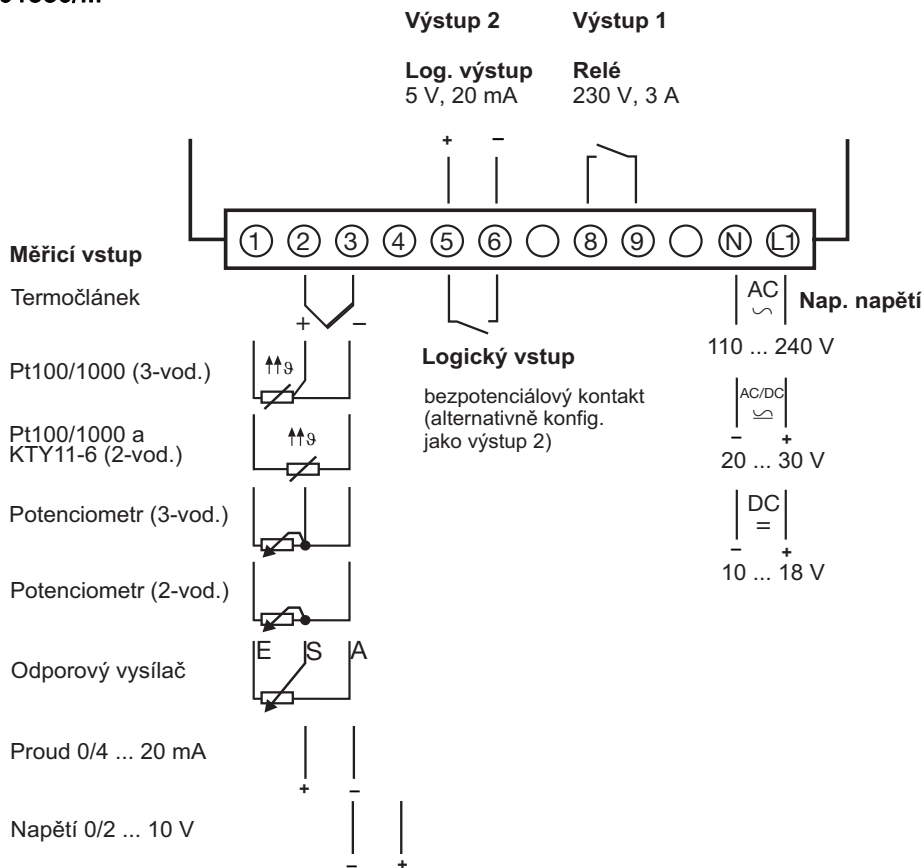 Výstup 2 Výstup 1
Log. výstup Relé
5 V, 20 mA 230 V, 3 A
+ –
1 2 3 4 5 6 8 9 N L1
Měřicí vstup
Termočlánek
+ –
Logický vstup
bezpotenciálový kontakt
(alternativně konfig.
jako výstup 2)
AC Nap. napětí
110 ... 240 V
AC/DC
– +
20 ... 30 V
DC
=
– +
10 ... 18 V
Pt100/1000 (3-vod.)
ϑ
Pt100/1000 a
KTY11-6 (2-vod.)
ϑ
Potenciometr (3-vod.)
Potenciometr (2-vod.)
Odporový vysílač
E S A
Proud 0/4 ... 20 mA
+ –
Napětí 0/2 ... 10 V
– +